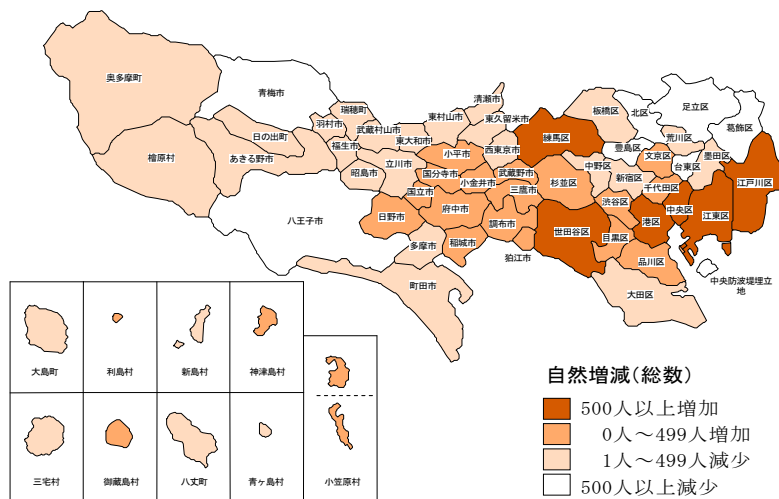 奥多摩町
青梅市
瑞穂町
清瀬市
東村山市
東久留米市
板橋区
北区
足立区
葛飾区
羽村市
武蔵村山市
日の出町
福生市
東大和市
小平市
西東京市
練馬区
豊島区
文京区
荒川区
台東区
墨田区
檜原村
あきる野市
昭島市
立川市
国分寺市
武蔵野市
中野区
新宿区
千代田区
江戸川区
国立市
小金井市
三鷹市
杉並区
渋谷区
中央区
日野市
府中市
調布市
世田谷区
港区
江東区
八王子市
多摩市
稲城市
狛江市
目黒区
品川区
町田市
大田区
中央防波堤埋立
地
大島町
利島村
新島村
神津島村
三宅村
御蔵島村
八丈町
青ヶ島村
小笠原村
自然増減(総数)
500人以上増加
0人～499人増加
1人～499人減少
500人以上減少